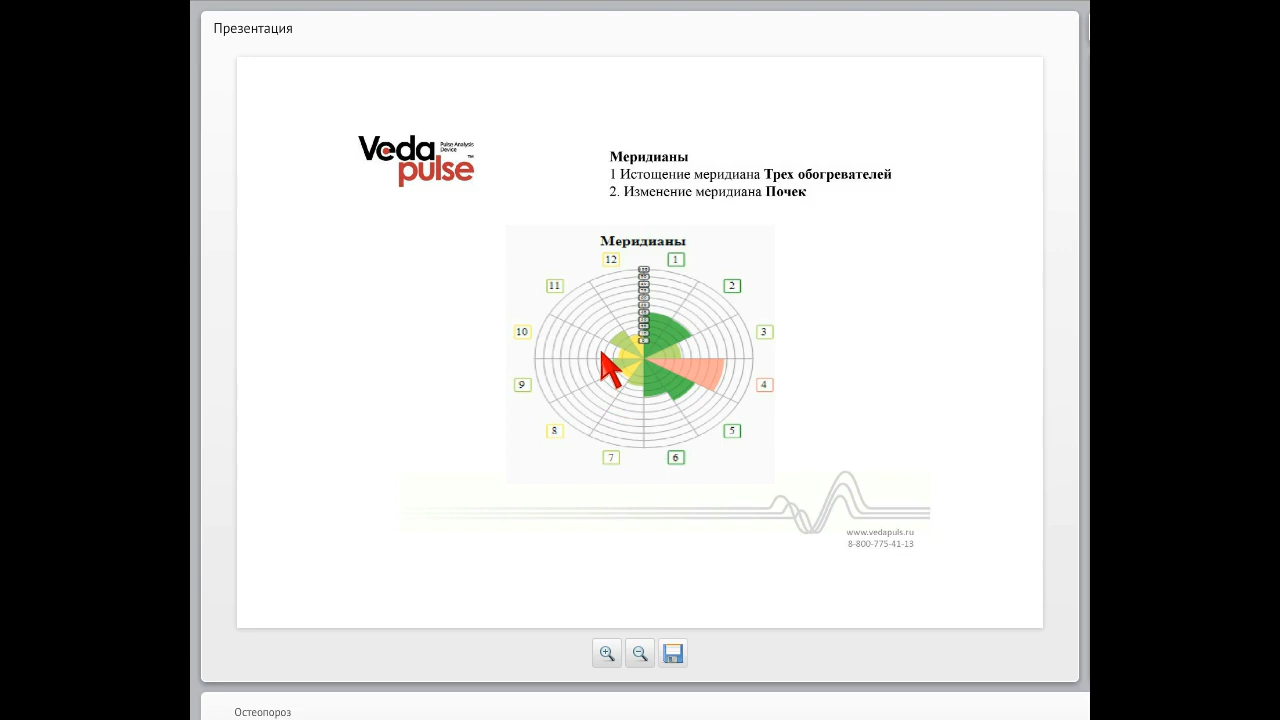 Презентация
Veda
Pulse Analysis
Device
pulse
™
Меридианы
1 Истощение меридиана Трех обогревателей
2. Изменение меридиана Почек
Меридианы
12
1
11
2
10
3
9
4
8
5
7
6
www.vedapuls.ru
8-800-775-41-13
Остеопороз